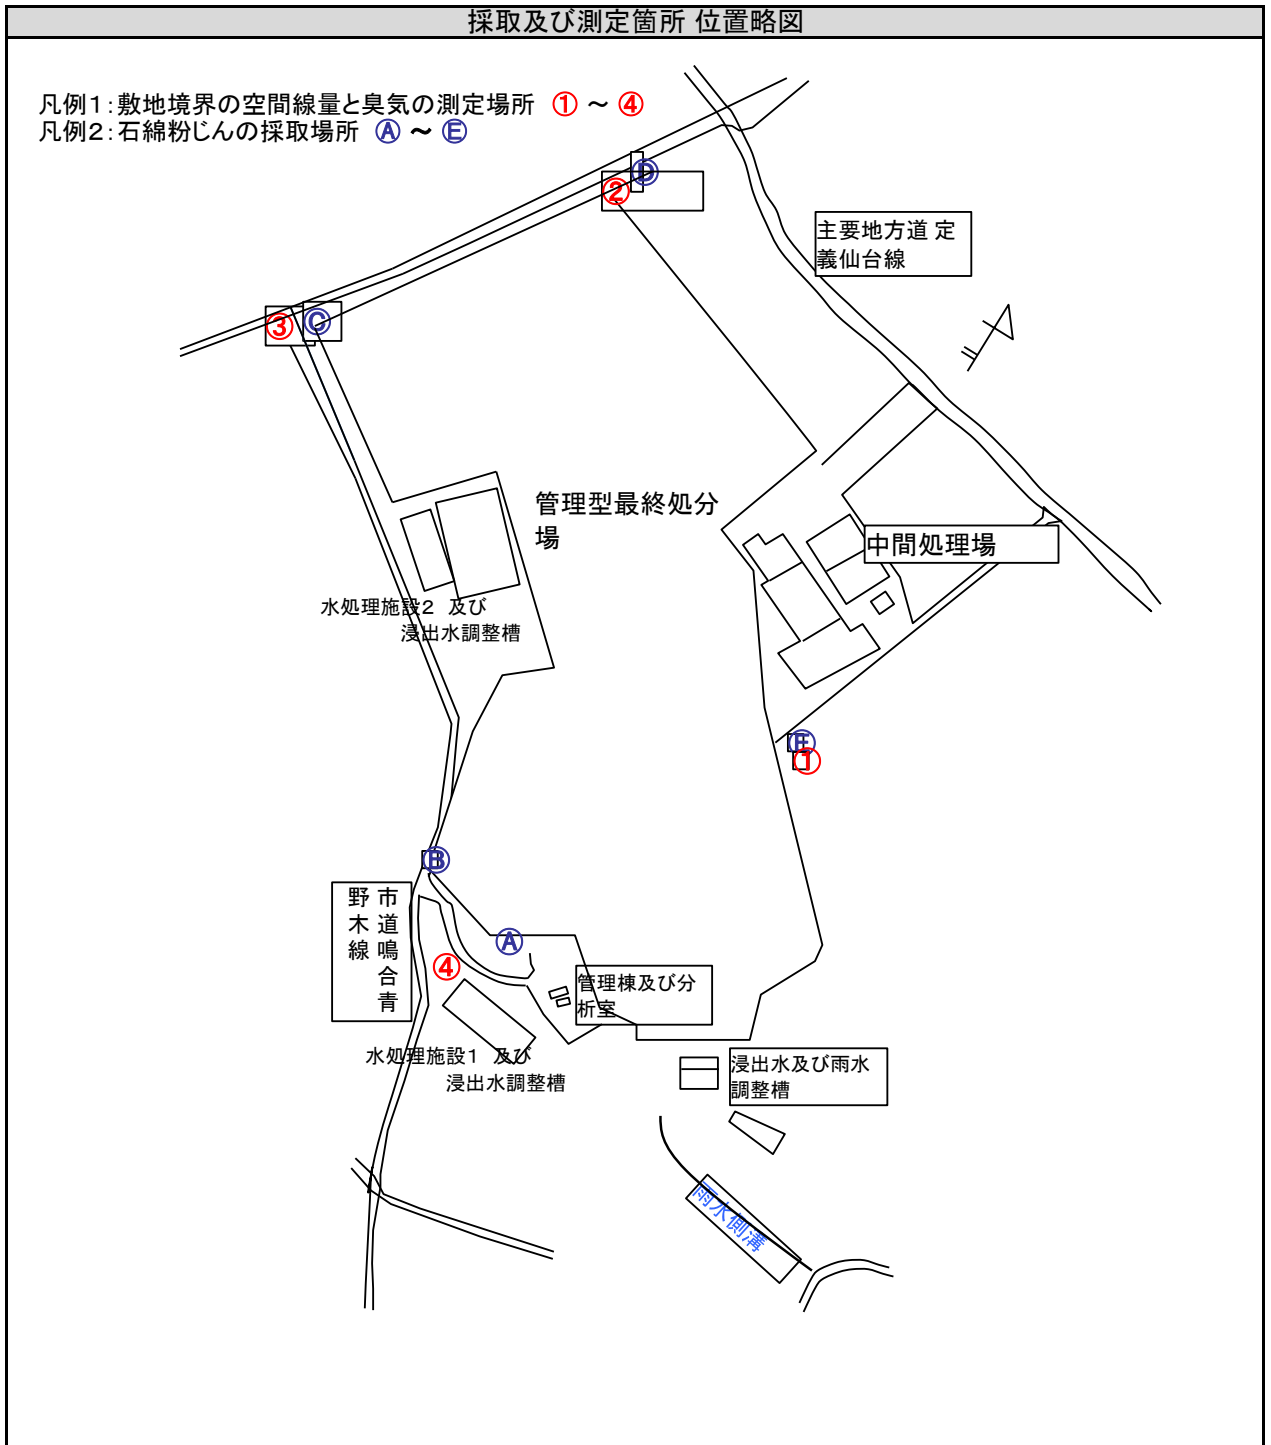 採取及び測定箇所 位置略図
凡例1:敷地境界の空間線量と臭気の測定場所 ① ～ ④
凡例2:石綿粉じんの採取場所 Ⓐ ～ Ⓔ
Ⓓ
②
主要地方道 定
義仙台線
③
Ⓒ
管理型最終処分
場
中間処理場
水処理施設2 及び
浸出水調整槽
Ⓔ
①
Ⓑ
市道鳴合青
野木線
Ⓐ
④
管理棟及び分
析室
水処理施設1 及び
浸出水調整槽
浸出水及び雨水
調整槽
雨水側溝